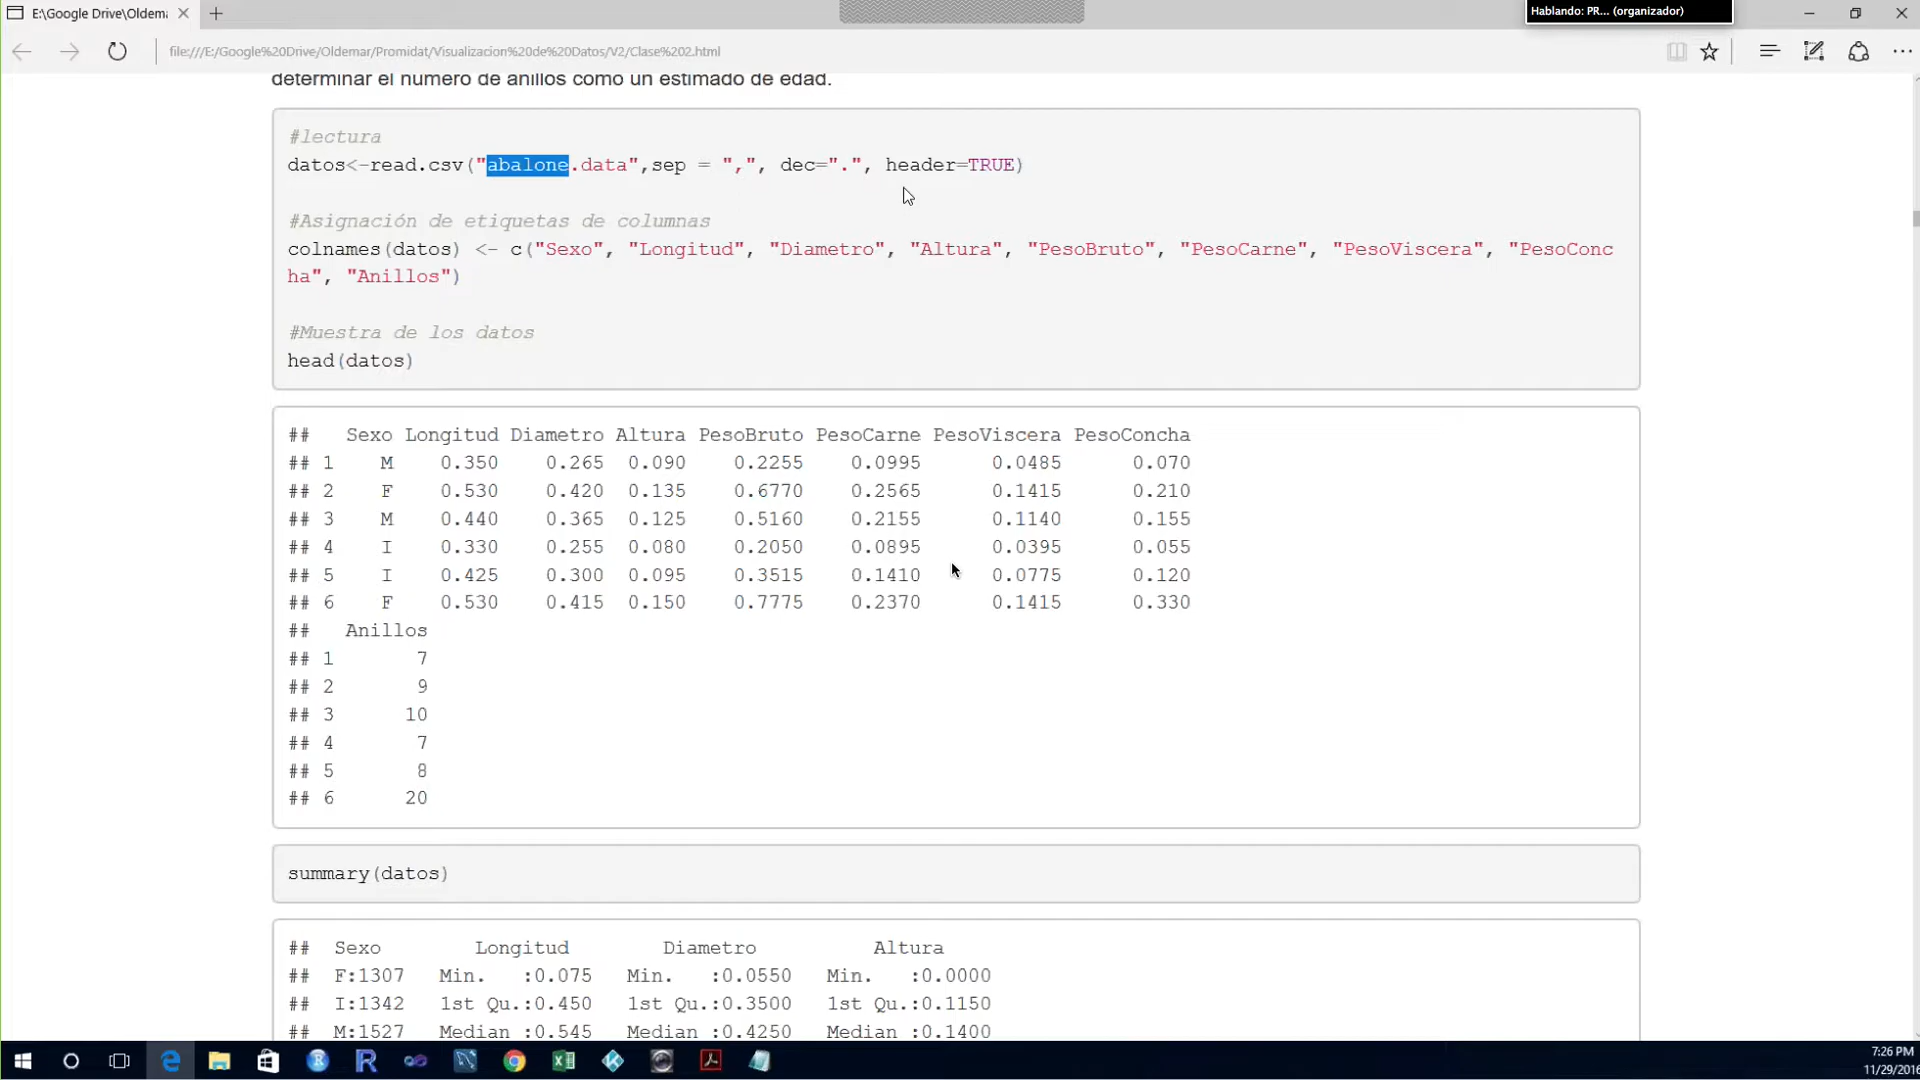 E:\Google Drive\Oldema
Hablando: PR... (organizador)
file:///E:/Google%20Drive/Oldemar/Promidat/Visualizacion%20de%20Datos/V2/Clase%202.html
determinar el número de anillos como un estimado de edad.
#lectura
datos<-read.csv("abalone.data",sep = ",", dec=".", header=TRUE)
#Asignación de etiquetas de columnas
colnames(datos) <- c("Sexo", "Longitud", "Diametro", "Altura", "PesoBruto", "PesoCarne", "PesoViscera", "PesoConc
ha", "Anillos")
#Muestra de los datos
head(datos)
## Sexo Longitud Diametro Altura PesoBruto PesoCarne PesoViscera PesoConcha
## 1 M 0.350 0.265 0.090 0.2255 0.0995 0.0485 0.070
## 2 F 0.530 0.420 0.135 0.6770 0.2565 0.1415 0.210
## 3 M 0.440 0.365 0.125 0.5160 0.2155 0.1140 0.155
## 4 I 0.330 0.255 0.080 0.2050 0.0895 0.0395 0.055
## 5 I 0.425 0.300 0.095 0.3515 0.1410 0.0775 0.120
## 6 F 0.530 0.415 0.150 0.7775 0.2370 0.1415 0.330
## Anillos
## 1 7
## 2 9
## 3 10
## 4 7
## 5 8
## 6 20
summary(datos)
## Sexo Longitud Diametro Altura
## F:1307 Min. :0.075 Min. :0.0550 Min. :0.0000
## I:1342 1st Qu.:0.450 1st Qu.:0.3500 1st Qu.:0.1150
## M:1527 Median :0.545 Median :0.4250 Median :0.1400
7:26 PM
11/29/2016